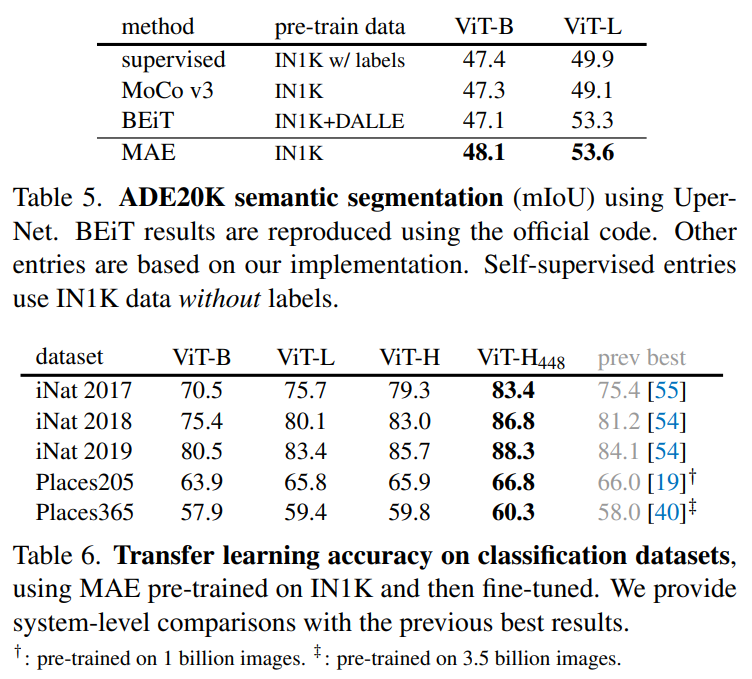 method pre-train data ViT-B ViT-L
supervised IN1K w/ labels 47.4 49.9
MoCo v3 IN1K 47.3 49.1
BEiT IN1K+DALLE 47.1 53.3
MAE IN1K 48.1 53.6
Table 5. ADE20K semantic segmentation (mIoU) using Uper-
Net. BEiT results are reproduced using the official code. Other
entries are based on our implementation. Self-supervised entries
use IN1K data without labels.
dataset ViT-B ViT-L ViT-H ViT-H448 prev best
iNat 2017 70.5 75.7 79.3 83.4 75.4 [55]
iNat 2018 75.4 80.1 83.0 86.8 81.2 [54]
iNat 2019 80.5 83.4 85.7 88.3 84.1 [54]
Places205 63.9 65.8 65.9 66.8 66.0 [19]†
Places365 57.9 59.4 59.8 60.3 58.0 [40]‡
Table 6. Transfer learning accuracy on classification datasets,
using MAE pre-trained on IN1K and then fine-tuned. We provide
system-level comparisons with the previous best results.
†: pre-trained on 1 billion images. ‡: pre-trained on 3.5 billion images.